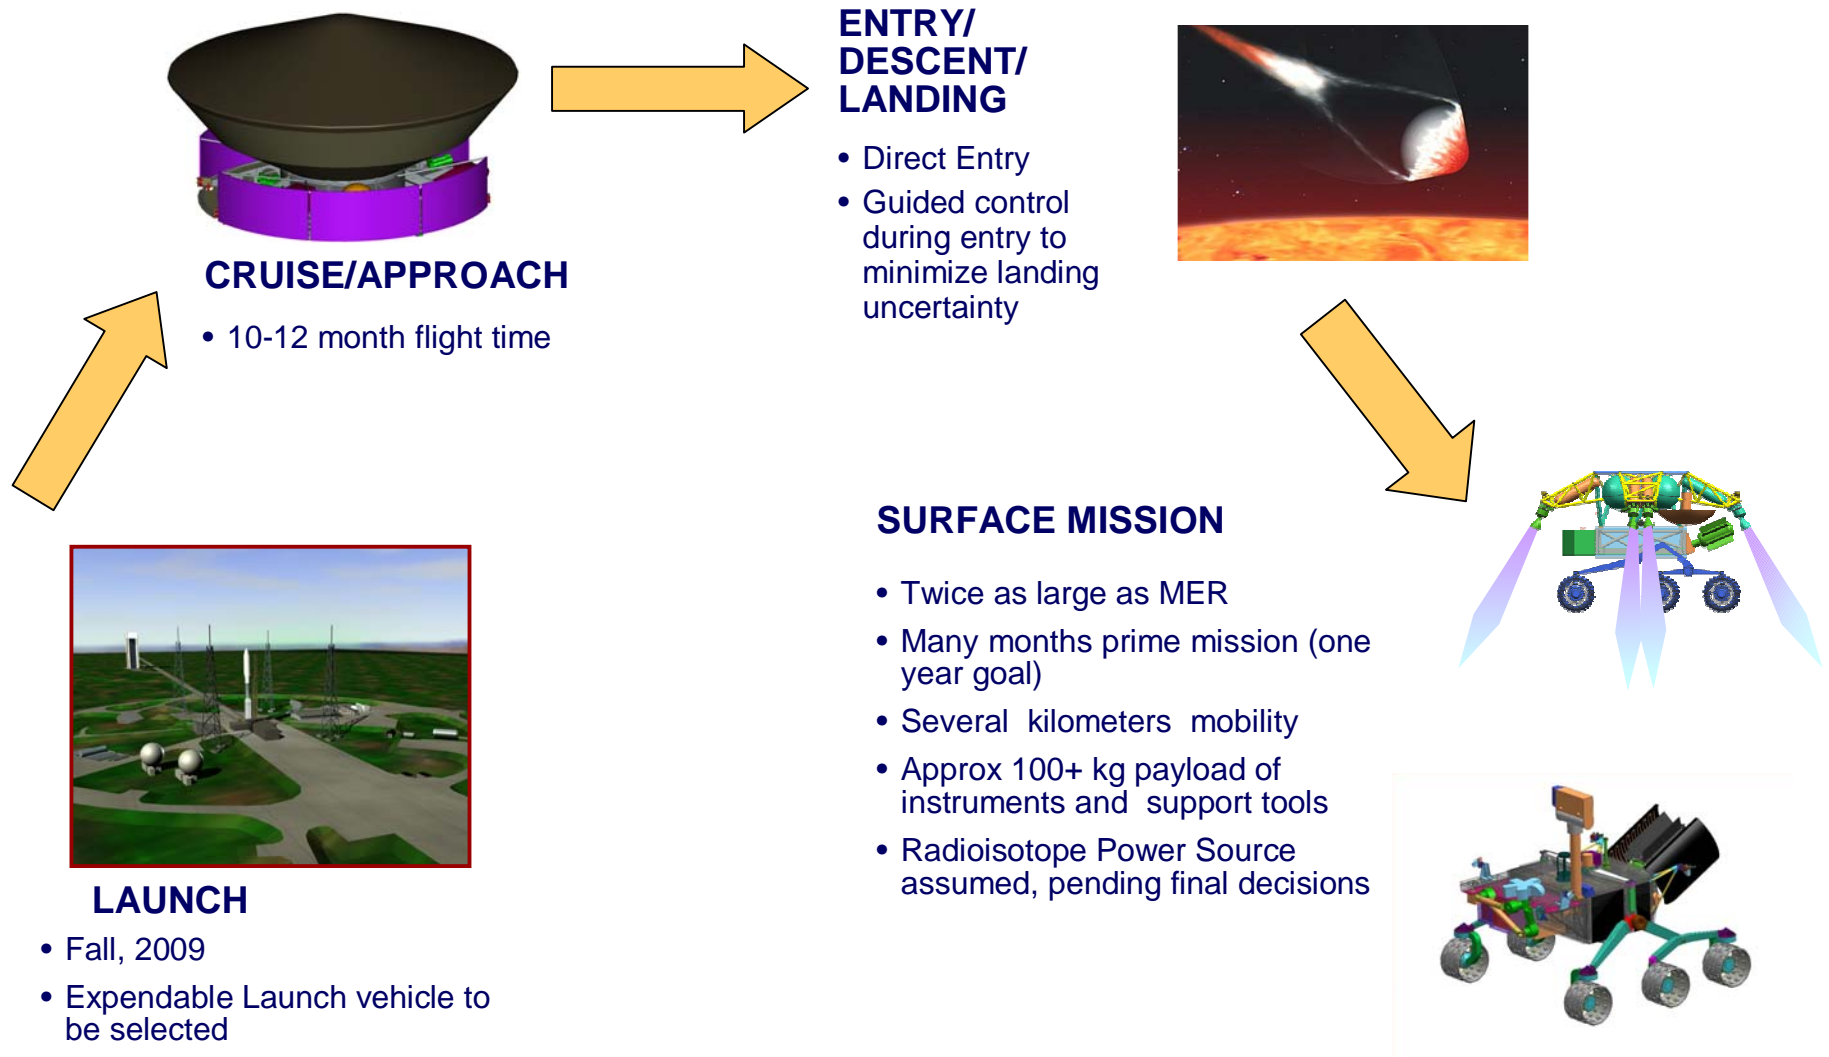 CRUISE/APPROACH
• 10-12 month flight time
ENTRY/
DESCENT/
LANDING
• Direct Entry
• Guided control
during entry to
minimize landing
uncertainty
LAUNCH
• Fall, 2009
• Expendable Launch vehicle to
be selected
SURFACE MISSION
• Twice as large as MER
• Many months prime mission (one
year goal)
• Several  kilometers  mobility
• Approx 100+ kg payload of
instruments and  support tools
• Radioisotope Power Source
assumed, pending final decisions